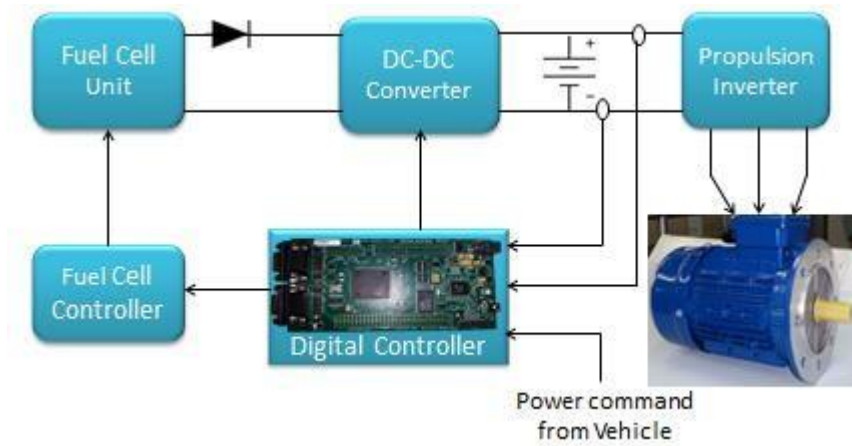 Fuel Cell
Unit
DC-DC
Converter
+
-
Propulsion
Inverter
Fuel Cell
Controller
Digital Controller
Power command
from Vehicle